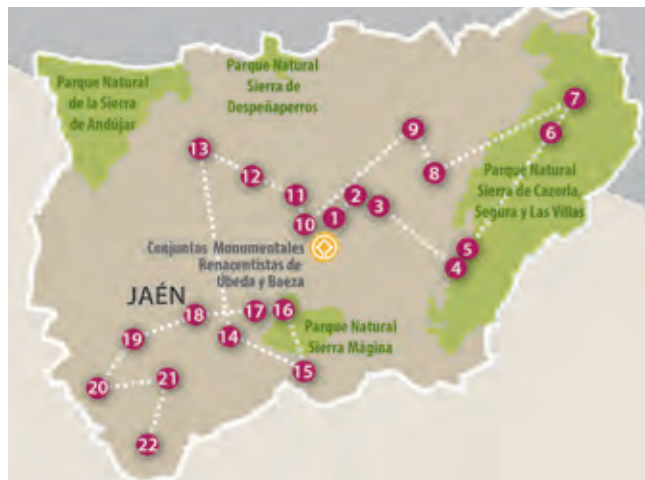 Parque Natural
de la Sierra
de Andújar
Parque Natural
Sierra de
Despeñaperros
7
6
9
8
13
12
11
2
3
10
1
Parque Natural
Sierra de Cazorla,
Segura y Las Villas
5
4
Conjuntos Monumentales
Renacentistas de
Úbeda y Baeza
JAÉN
18
17
16
14
Parque Natural
Sierra Mágina
19
15
20
21
22